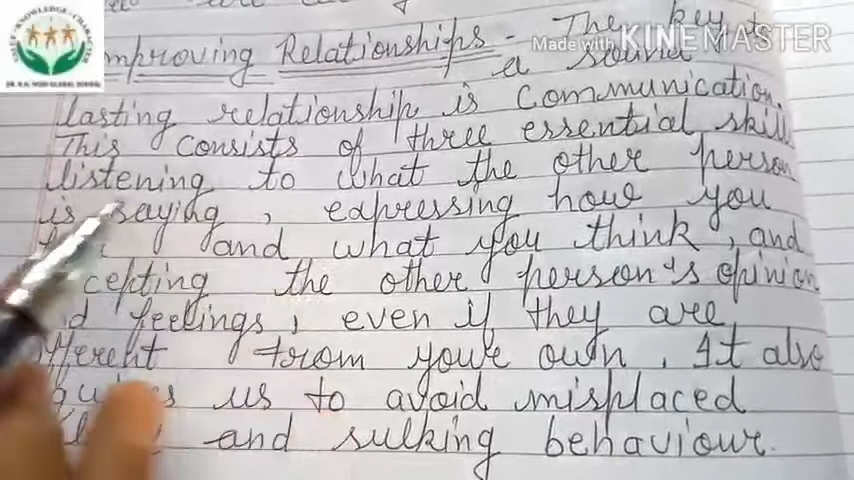 Improving Relationships - The key to
a sound
lasting relationship is communication.
This consists of three essential skill
listening to what the other person
is saying, expressing how you
and what you think, and
cepting the other person's opinion
feelings, even if they are
fferent from your own. It also
us to avoid misplaced
and sulking behaviour.
Made with KINEMASTER